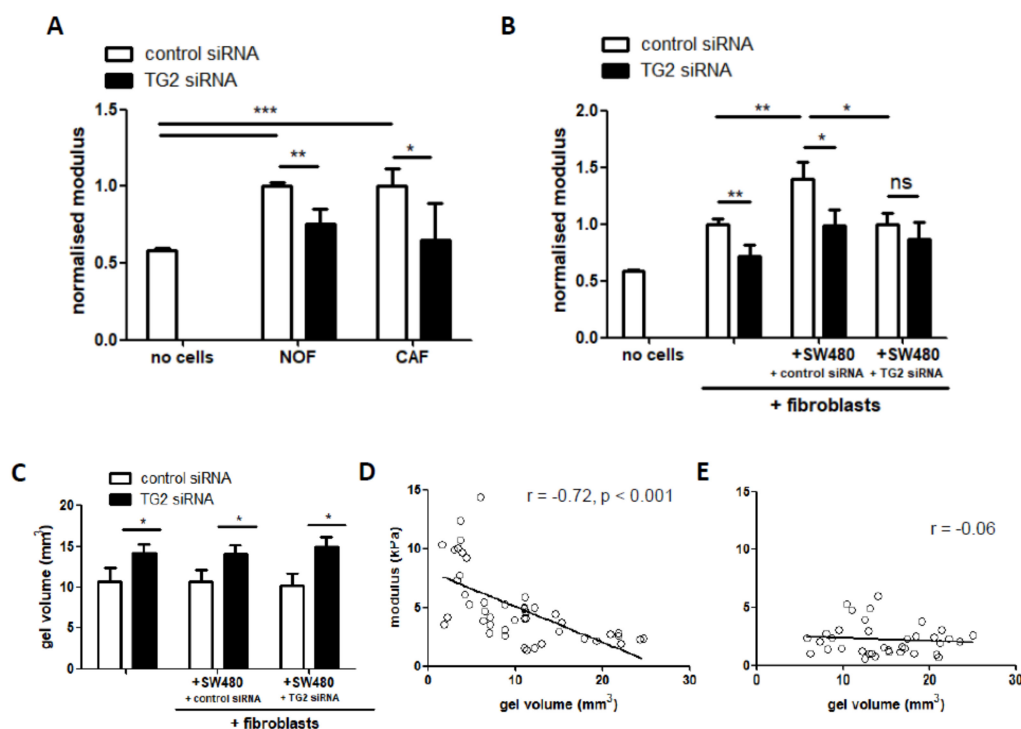 A
control siRNA
TG2 siRNA
normalised modulus
1.5
1.0
0.5
0.0
***
**
*
no cells
NOF
CAF
B
control siRNA
TG2 siRNA
normalised modulus
2.0
1.5
1.0
0.5
0.0
**
*
*
**
ns
no cells
+SW480
+ control siRNA
+SW480
+ TG2 siRNA
+ fibroblasts
C
control siRNA
TG2 siRNA
gel volume (mm3)
20
15
10
5
0
*
*
*
+SW480
+ control siRNA
+SW480
+ TG2 siRNA
+ fibroblasts
D
r = -0.72, p < 0.001
modulus (kPa)
15
10
5
0
0
10
20
30
gel volume (mm3)
E
r = -0.06
15
10
5
0
0
10
20
30
gel volume (mm3)